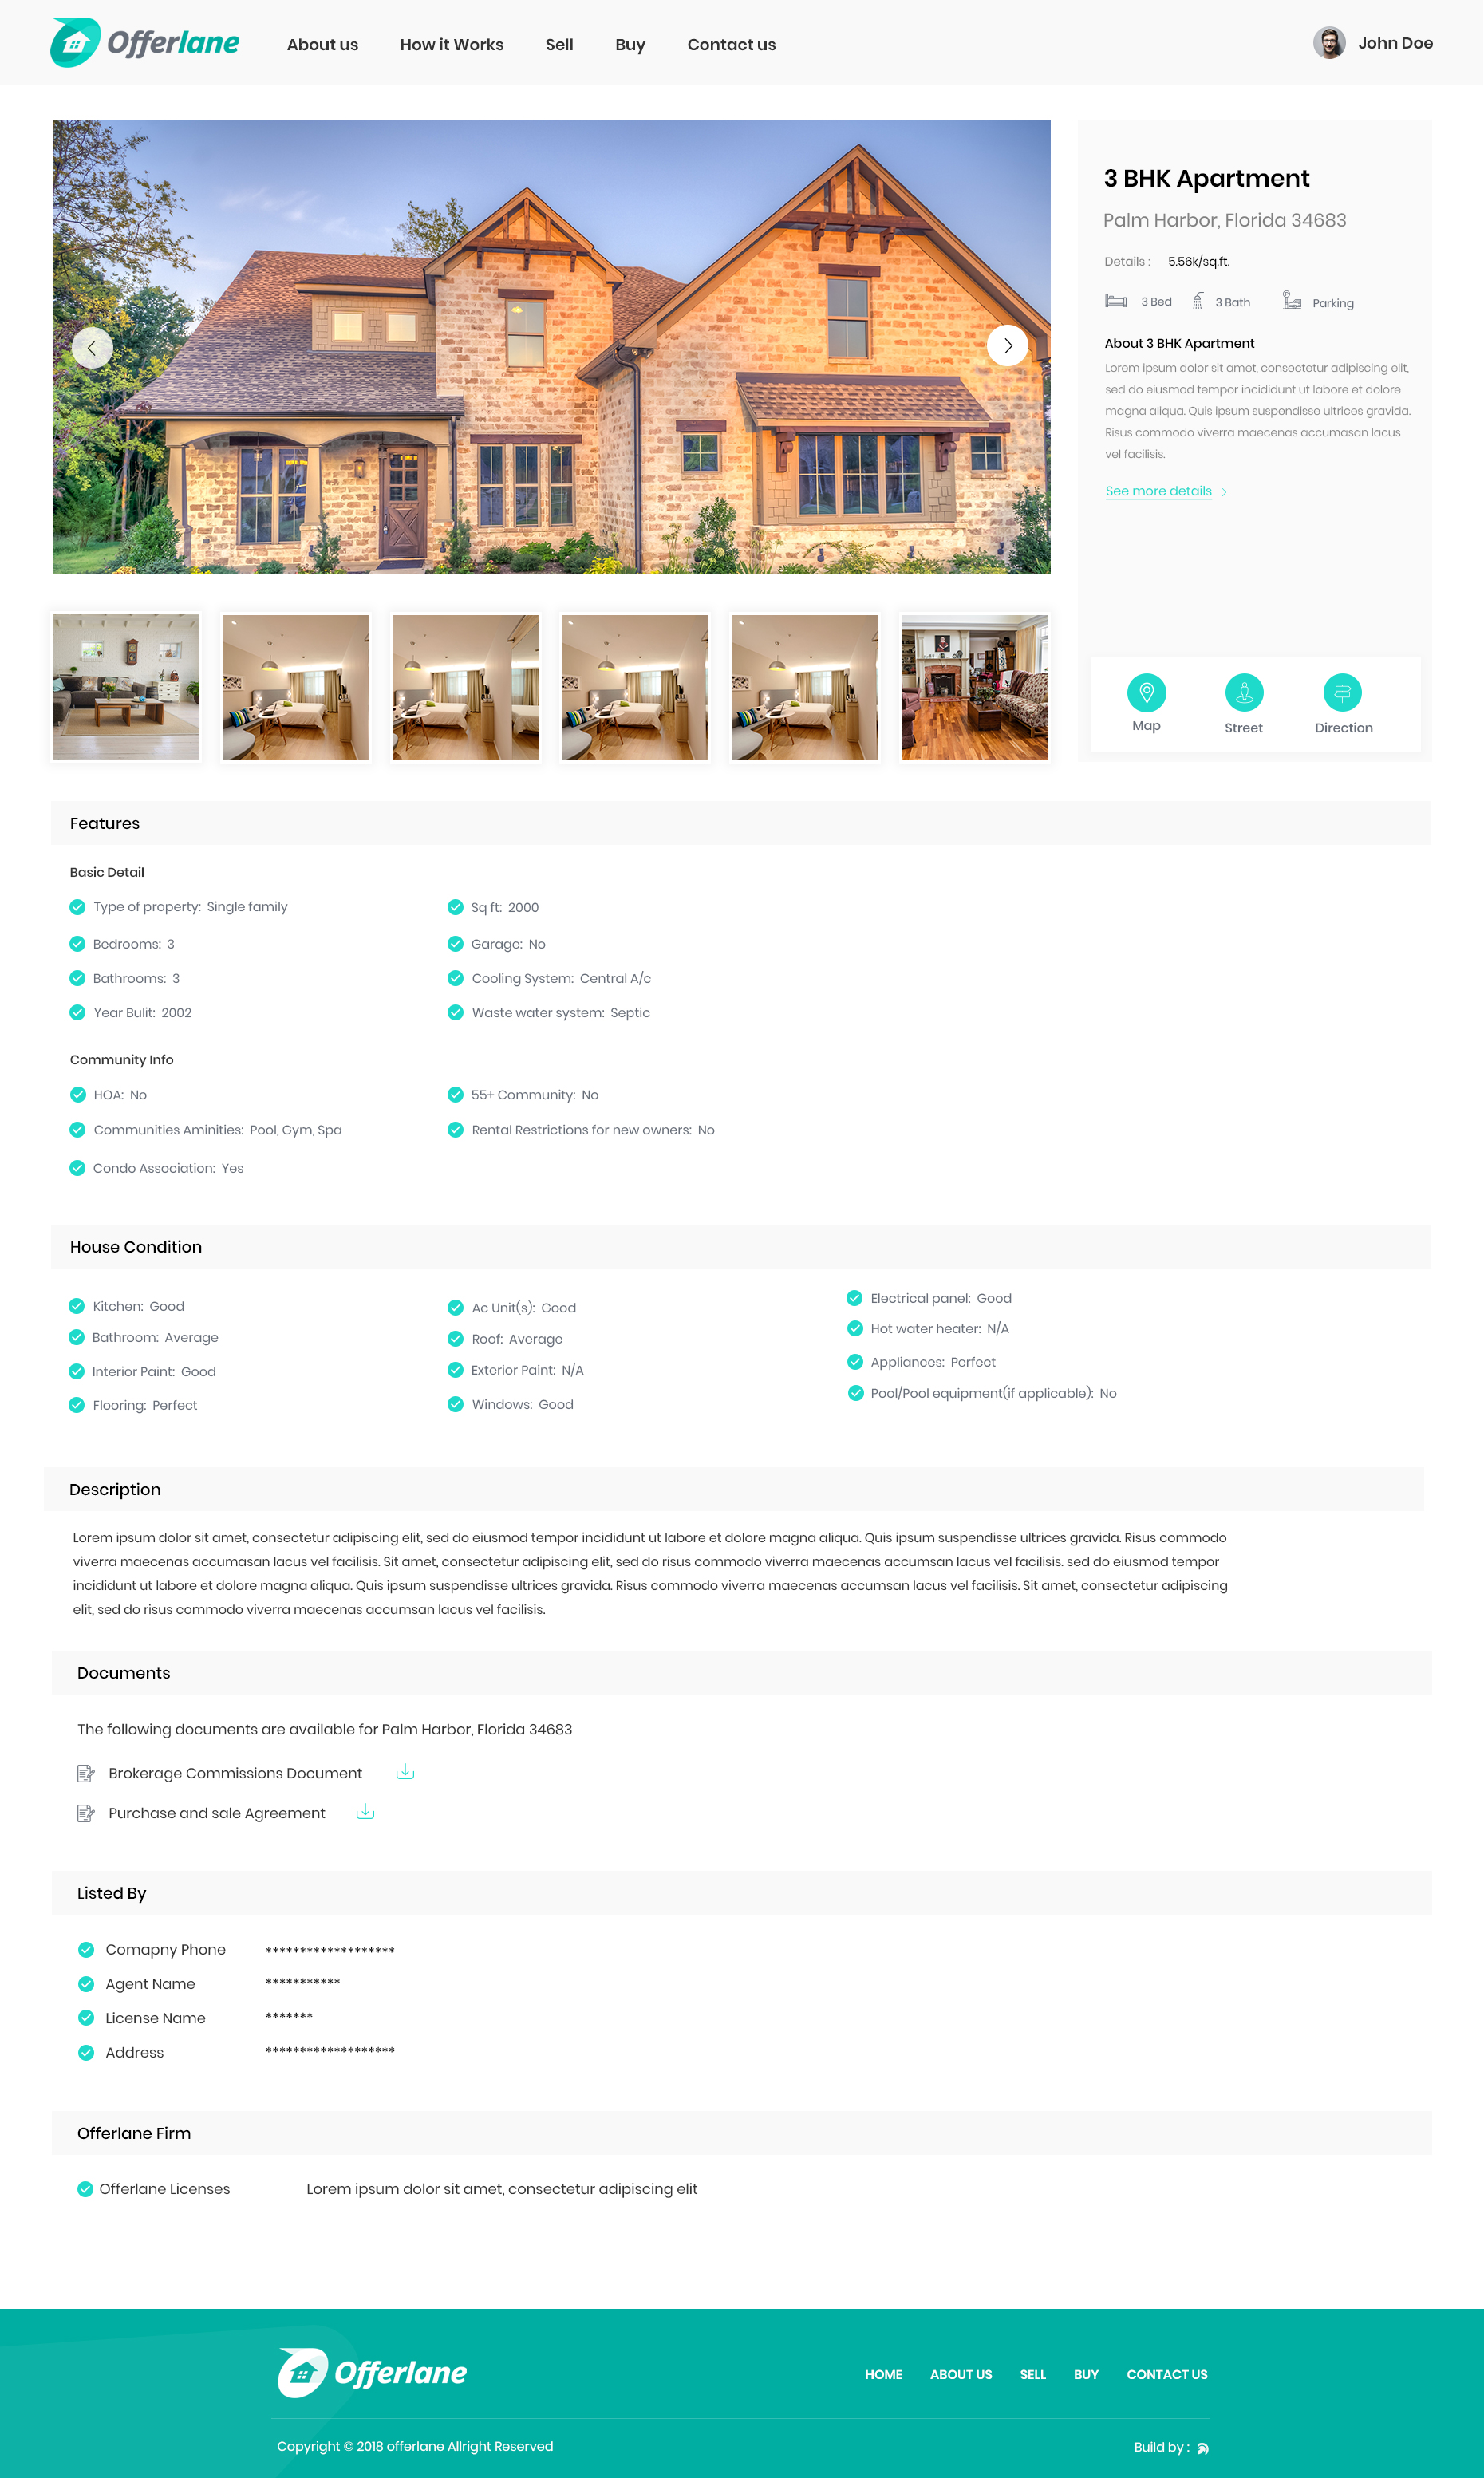 Offerlane
About us
How it Works
Sell
Buy
Contact us
John Doe
3 BHK Apartment
Palm Harbor, Florida 34683
Details : 5.56k/sq.ft.
3 Bed
3 Bath
Parking
About 3 BHK Apartment
Lorem ipsum dolor sit amet, consectetur adipiscing elit,
sed do eiusmod tempor incididunt ut labore et dolore
magna aliqua. Quis ipsum suspendisse ultrices gravida.
Risus commodo viverra maecenas accumasan lacus
vel facilisis.
See more details
Map
Street
Direction
Features
Basic Detail
Type of property: Single family
Sq ft: 2000
Bedrooms: 3
Garage: No
Bathrooms: 3
Cooling System: Central A/c
Year Bulit: 2002
Waste water system: Septic
Community Info
HOA: No
55+ Community: No
Communities Aminities: Pool, Gym, Spa
Rental Restrictions for new owners: No
Condo Association: Yes
House Condition
Kitchen: Good
Bathroom: Average
Interior Paint: Good
Flooring: Perfect
Ac Unit(s): Good
Roof: Average
Exterior Paint: N/A
Windows: Good
Electrical panel: Good
Hot water heater: N/A
Appliances: Perfect
Pool/Pool equipment(if applicable): No
Description
Lorem ipsum dolor sit amet, consectetur adipiscing elit, sed do eiusmod tempor incididunt ut labore et dolore magna aliqua. Quis ipsum suspendisse ultrices gravida. Risus commodo
viverra maecenas accumasan lacus vel facilisis. Sit amet, consectetur adipiscing elit, sed do risus commodo viverra maecenas accumsan lacus vel facilisis. sed do eiusmod tempor
incididunt ut labore et dolore magna aliqua. Quis ipsum suspendisse ultrices gravida. Risus commodo viverra maecenas accumsan lacus vel facilisis. Sit amet, consectetur adipiscing
elit, sed do risus commodo viverra maecenas accumsan lacus vel facilisis.
Documents
The following documents are available for Palm Harbor, Florida 34683
Brokerage Commissions Document
Purchase and sale Agreement
Listed By
Comapny Phone *******************
Agent Name ***********
License Name *******
Address *******************
Offerlane Firm
Offerlane Licenses Lorem ipsum dolor sit amet, consectetur adipiscing elit
Offerlane
HOME
ABOUT US
SELL
BUY
CONTACT US
Copyright © 2018 offerlane Allright Reserved
Build by :